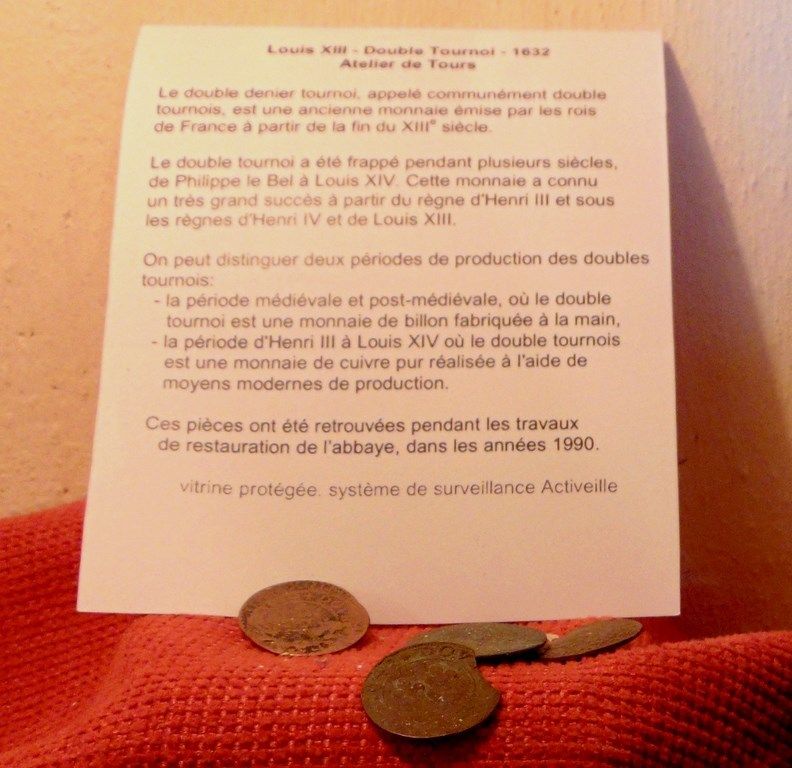 Louis XIII - Double Tournoi - 1632
Atelier de Tours
Le double denier tournoi, appelé communément double
tournois, est une ancienne monnaie émise par les rois
de France à partir de la fin du XIII° siècle.
Le double tournoi a été frappé pendant plusieurs siècles,
de Philippe le Bel à Louis XIV. Cette monnaie a connu
un très grand succès à partir du règne d'Henri III et sous
les règnes d'Henri IV et de Louis XIII.
On peut distinguer deux périodes de production des doubles
tournois:
- la période médiévale et post-médiévale, où le double
tournoi est une monnaie de billon fabriquée à la main,
- la période d'Henri III à Louis XIV où le double tournois
est une monnaie de cuivre pur réalisée à l'aide de
moyens modernes de production.
Ces pièces ont été retrouvées pendant les travaux
de restauration de l'abbaye, dans les années 1990.
vitrine protégée. système de surveillance Activeille